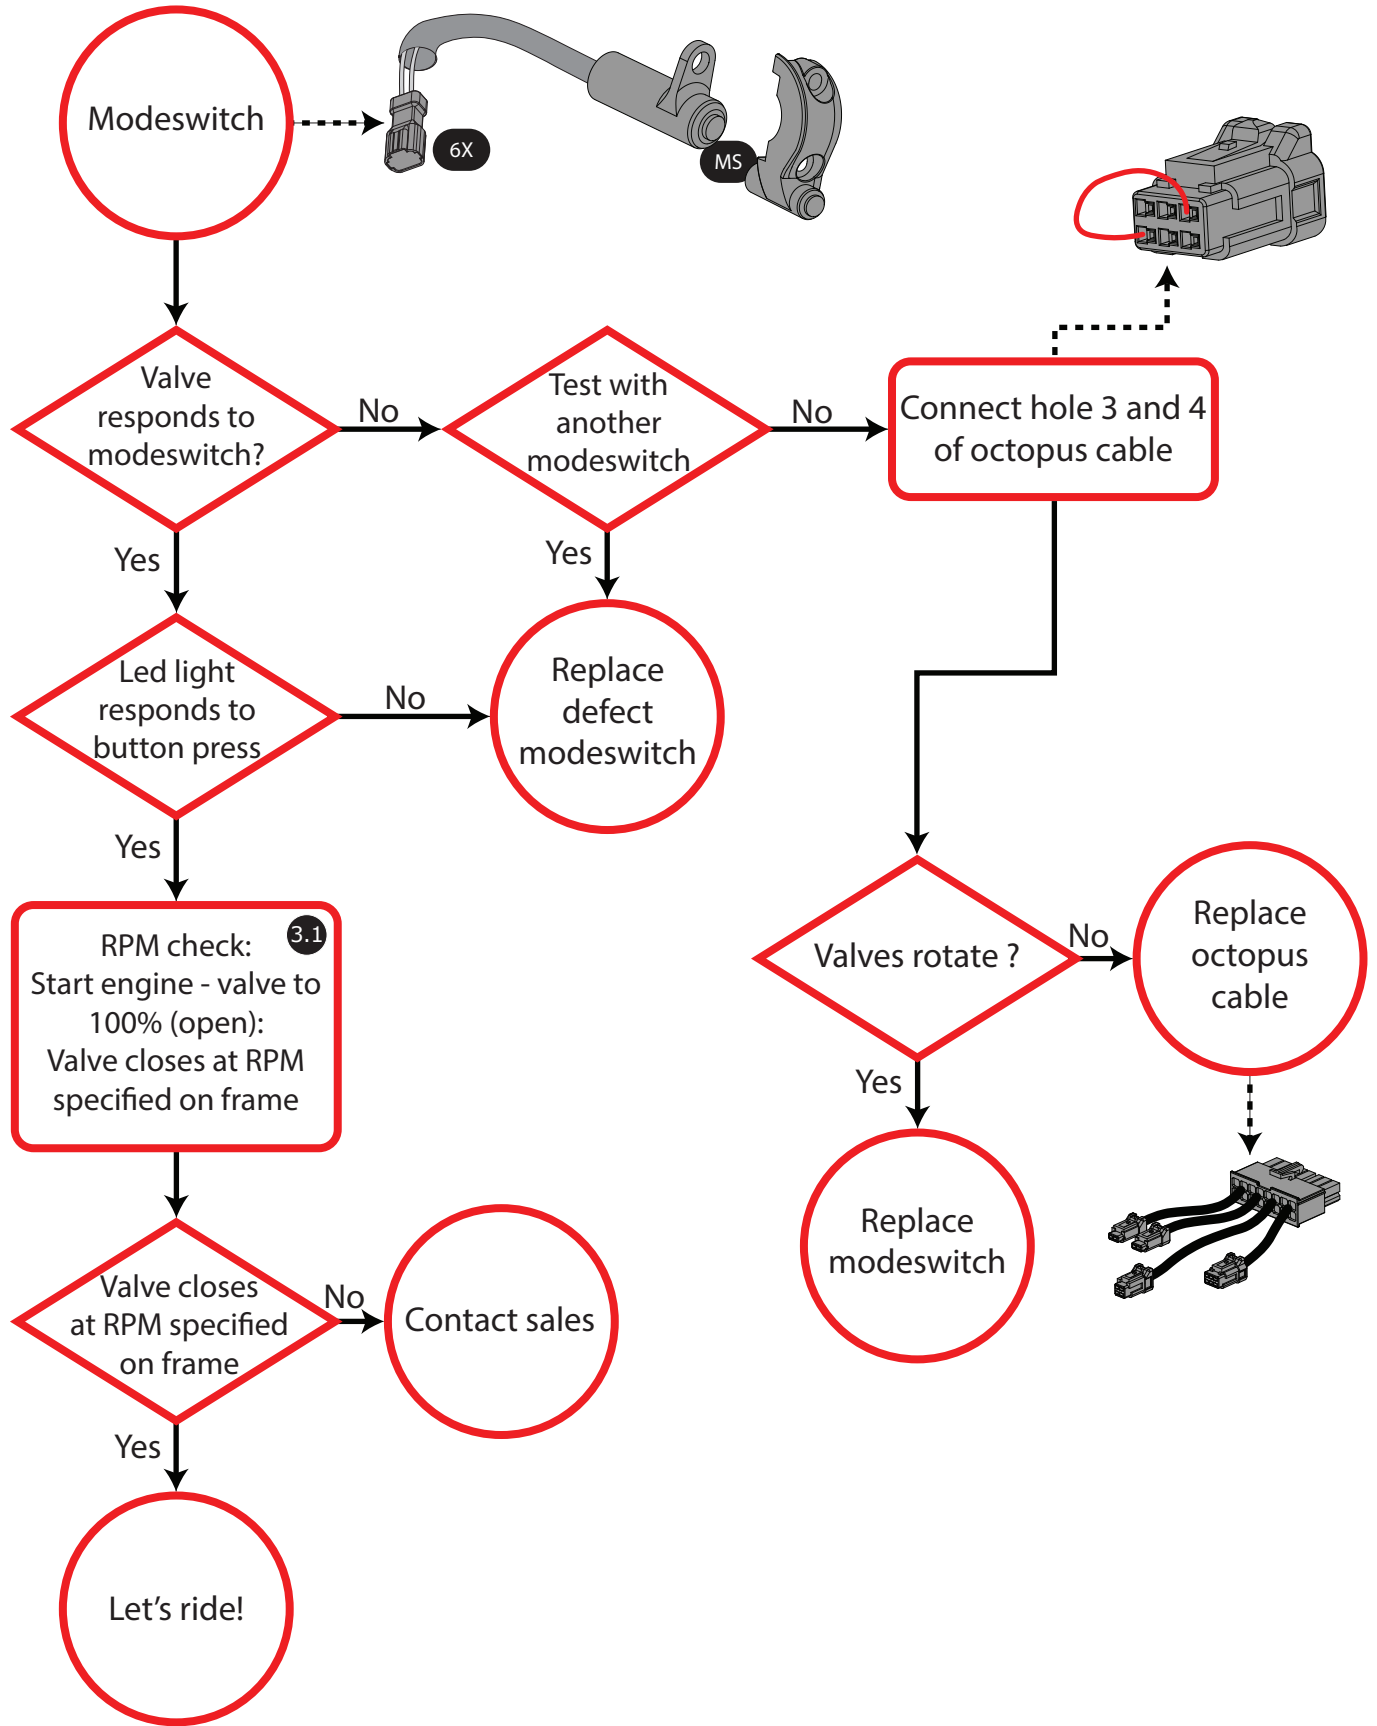 Modeswitch
6X
MS
Valve
responds to
modeswitch?
No
Test with
another
modeswitch
No
Connect hole 3 and 4
of octopus cable
Yes
Yes
Led light
responds to
button press
No
Replace
defect
modeswitch
Yes
RPM check:
3.1
Start engine - valve to
100% (open):
Valve closes at RPM
specified on frame
Valves rotate ?
No
Replace
octopus
cable
Yes
Replace
modeswitch
Valve closes
at RPM specified
on frame
No
Contact sales
Yes
Let's ride!